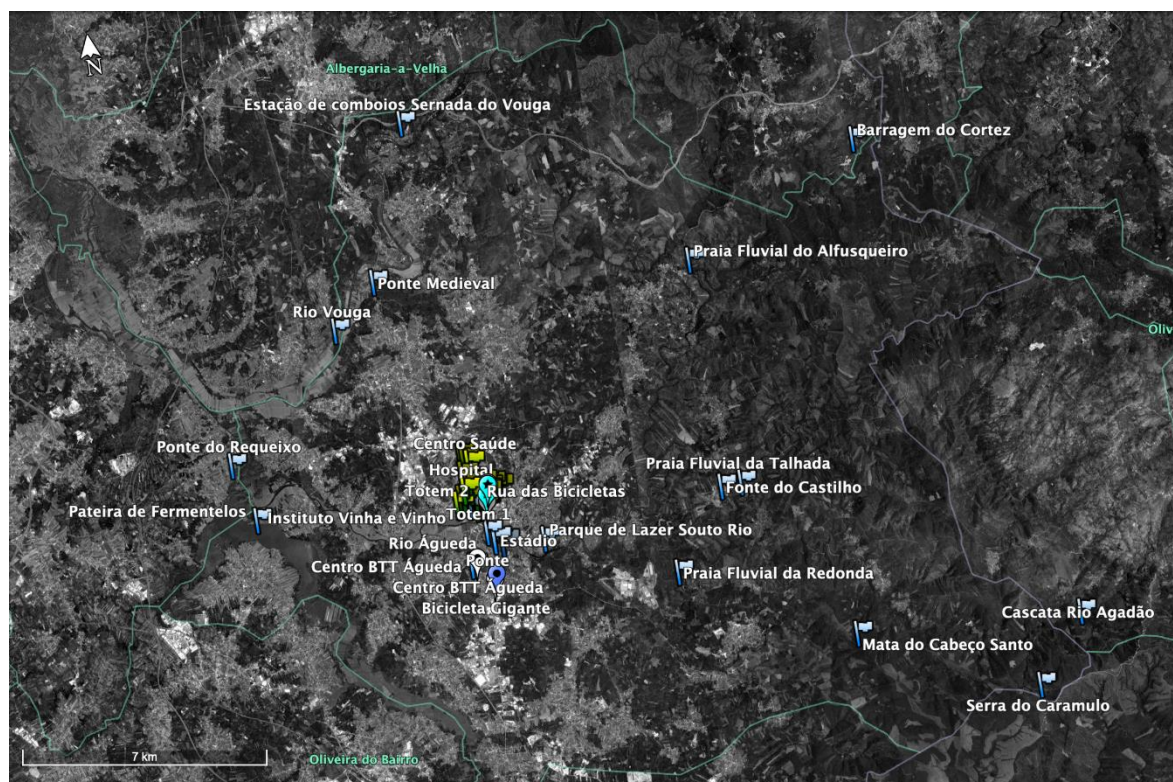 N
Albergaria-a-Velha
Estação de comboios Sernada do Vouga
Barragem do Cortez
Praia Fluvial do Alfusqueiro
Ponte Medieval
Rio Vouga
Oliv
Centro Saúde
Ponte do Requeixo
Hospital
Praia Fluvial da Talhada
Totem 2
Rua das Bicicletas
Fonte do Castilho
Pateira de Fermentelos
Instituto Vinha e Vinho
Totem 1
Parque de Lazer Souto Rio
Rio Águeda
Estádio
Centro BTT Águeda
Ponte
Praia Fluvial da Redonda
Centro BTT Águeda
Bicicleta Gigante
Cascata Rio Agadão
Mata do Cabeço Santo
Serra do Caramulo
7 km
Oliveira do Bairro